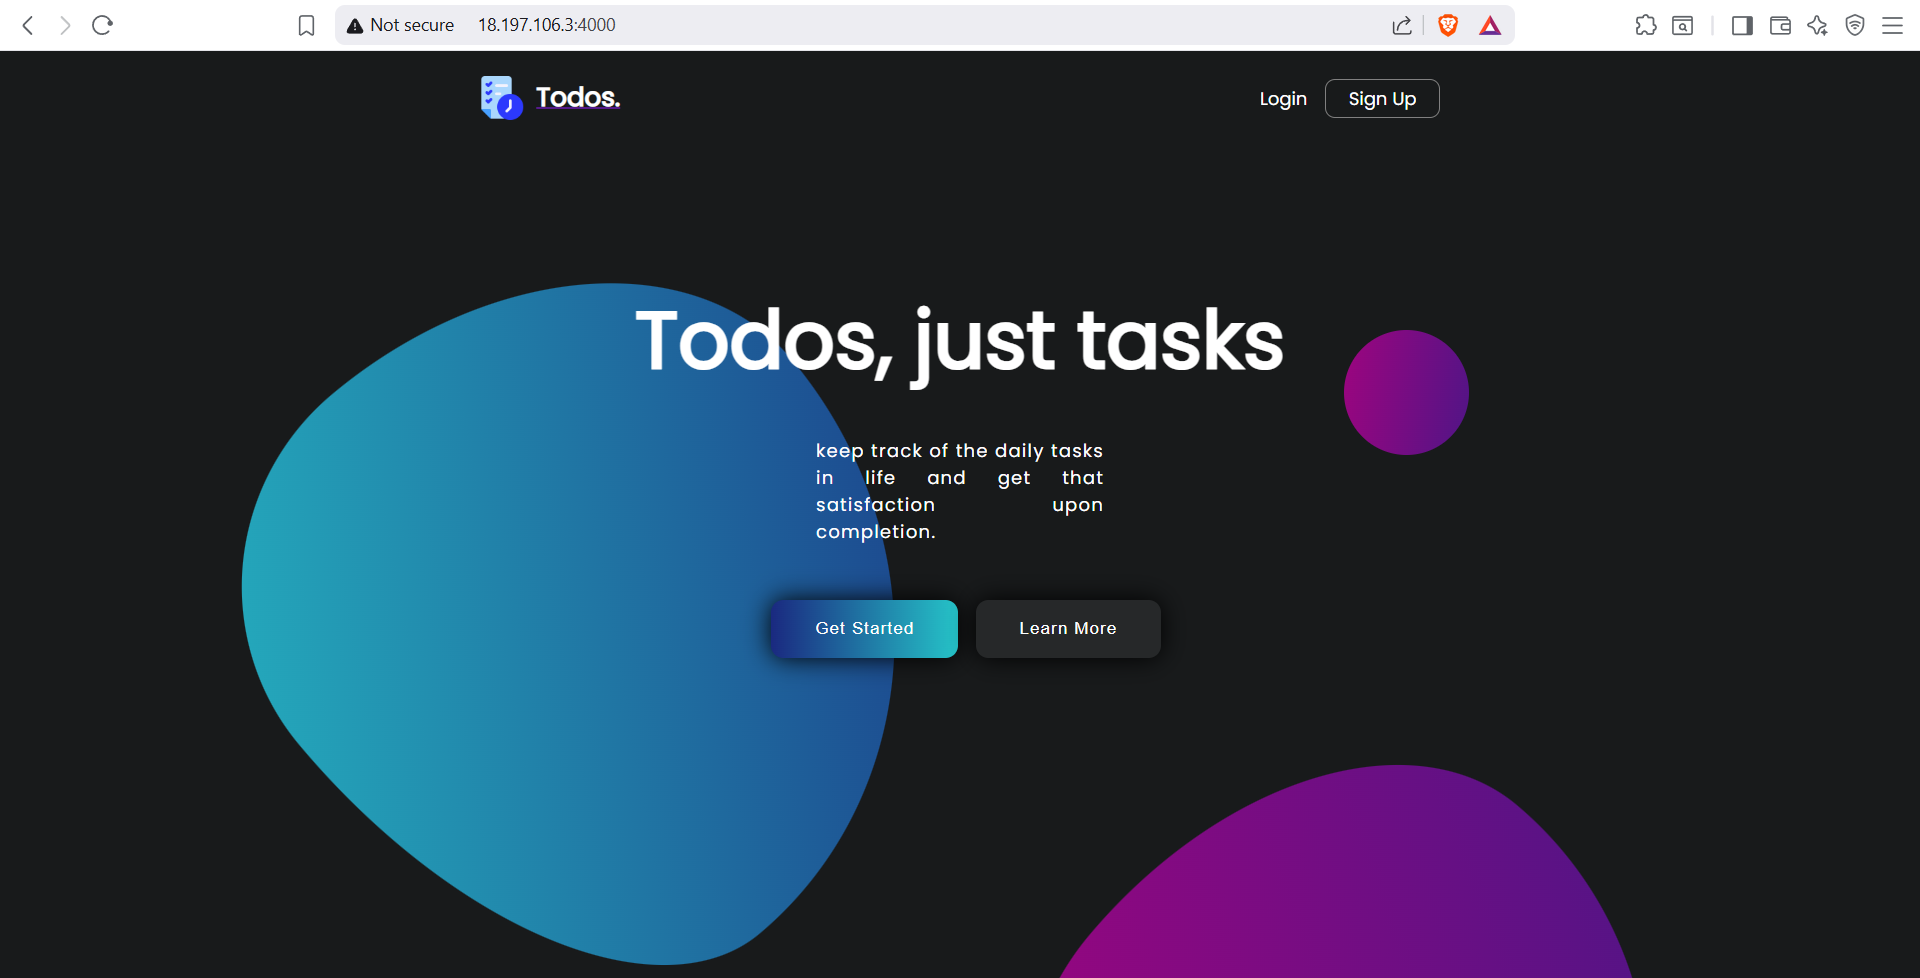 Not secure 18.197.106.3:4000
Todos.
Login
Sign Up
Todos, just tasks
keep track of the daily tasks
in life and get that
satisfaction upon
completion.
Get Started
Learn More